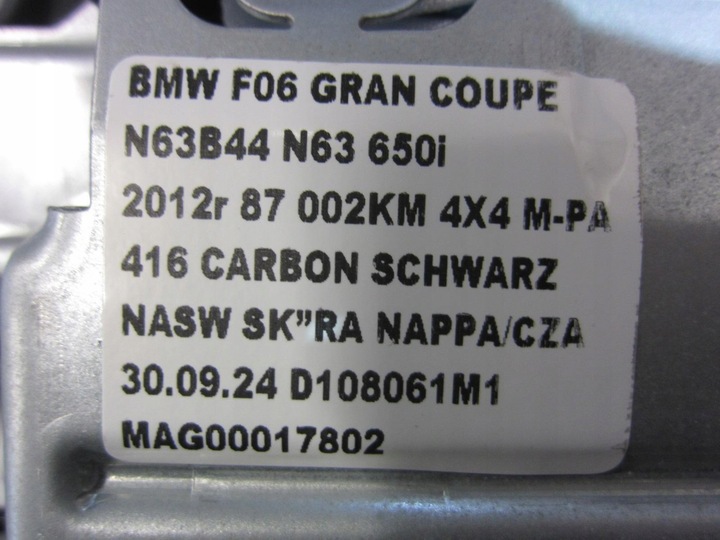 BMW F06 GRAN COUPE
N63B44 N63 650i
2012r 87 002KM 4X4 M-PA
416 CARBON SCHWARZ
NASW SK”RA NAPPA/CZA
30.09.24 D108061M1
MAG00017802